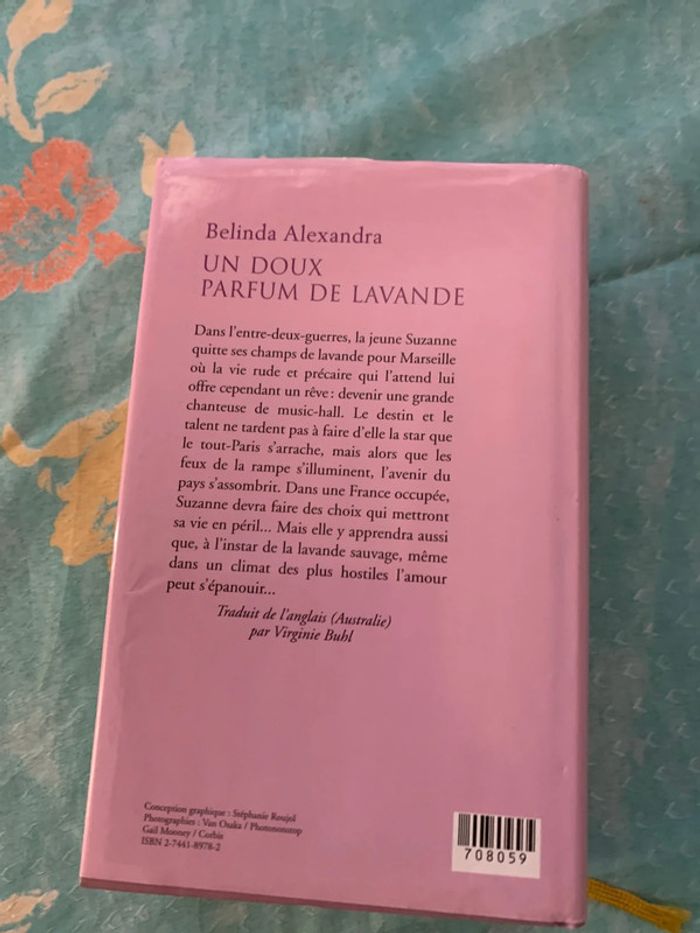 Belinda Alexandra
UN DOUX
PARFUM DE LAVANDE
Dans l'entre-deux-guerres, la jeune Suzanne
quitte ses champs de lavande pour Marseille
où la vie rude et précaire qui l'attend lui
offre cependant un rêve : devenir une grande
chanteuse de music-hall. Le destin et le
talent ne tardent pas à faire d'elle la star que
le tout-Paris s'arrache, mais alors que les
feux de la rampe s'illuminent, l'avenir du
pays s'assombrit. Dans une France occupée,
Suzanne devra faire des choix qui mettront
sa vie en péril... Mais elle y apprendra aussi
que, à l'instar de la lavande sauvage, même
dans un climat des plus hostiles l'amour
peut s'épanouir...
Traduit de l'anglais (Australie)
par Virginie Buhl
Conception graphique : Stéphanie Roujol
Photographies : Van Osaka / Photononstop
Gail Mooney / Corbis
ISBN 2-7441-8978-2
708059